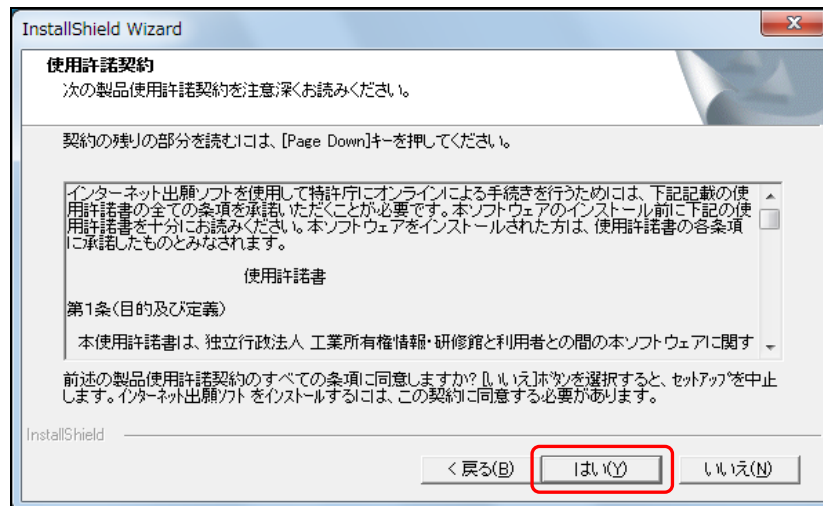 InstallShield Wizard
使用許諾契約
次の製品使用許諾契約を注意深くお読みください。
契約の残りの部分を読むには、[Page Down]キーを押してください。
インターネット出願ソフトを使用して特許庁にオンラインによる手続きを行うためには、下記記載の使
用許諾書の全ての条項を承諾いただくことが必要です。本ソフトウェアのインストール前に下記の使
用許諾書を十分にお読みください。本ソフトウェアをインストールされた方は、使用許諾書の各条項
に承諾したものとみなされます。
使用許諾書
第1条(目的及び定義)
本使用許諾書は、独立行政法人 工業所有権情報・研修館と利用者との間の本ソフトウェアに関す
前述の製品使用許諾契約のすべての条項に同意しますか? [いいえ]ボタンを選択すると、セットアップを中止
します。インターネット出願ソフト をインストールするには、この契約に同意する必要があります。
InstallShield
< 戻る(B)
はい(Y)
いいえ(N)